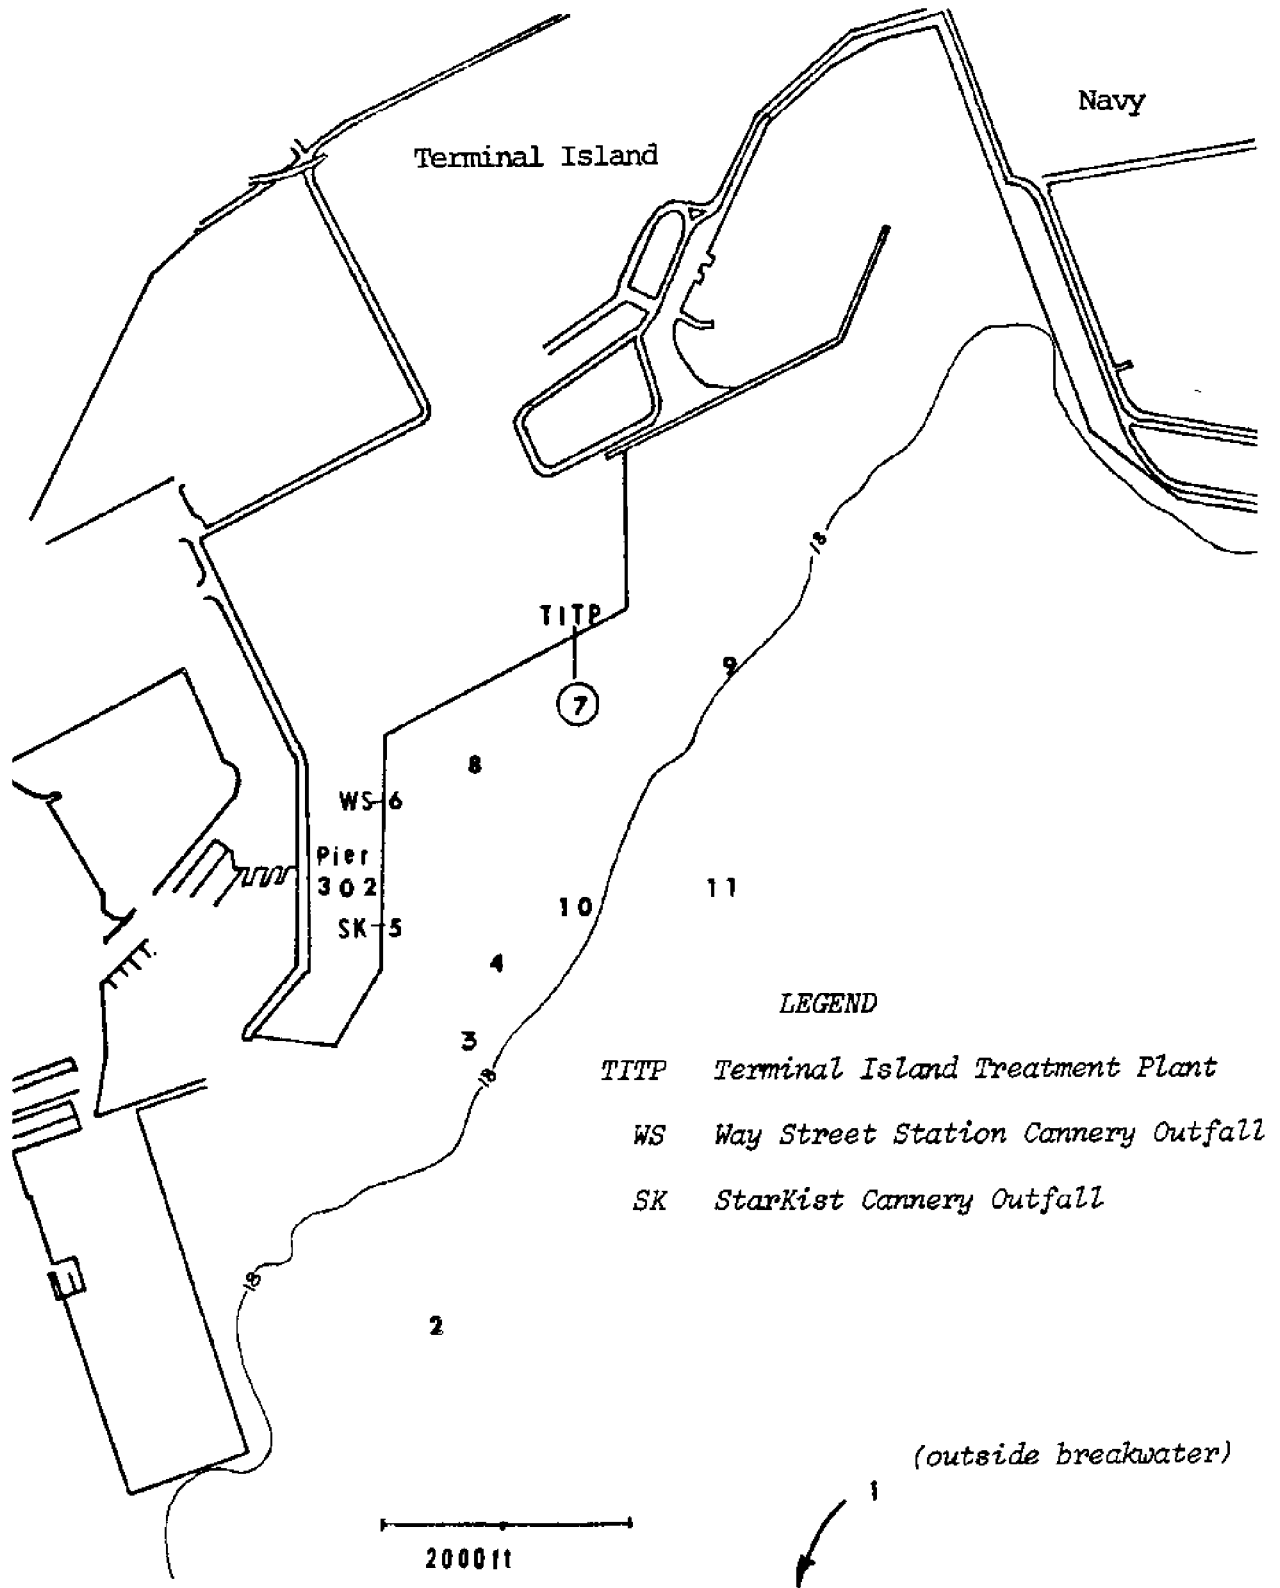 Navy
Terminal Island
18
TITP
9
7
8
WS 6
Pier
302
11
10
SK 5
4
LEGEND
3
TITP Terminal Island Treatment Plant
18
WS Way Street Station Cannery Outfall
SK StarKist Cannery Outfall
18
2
(outside breakwater)
1
2000ft